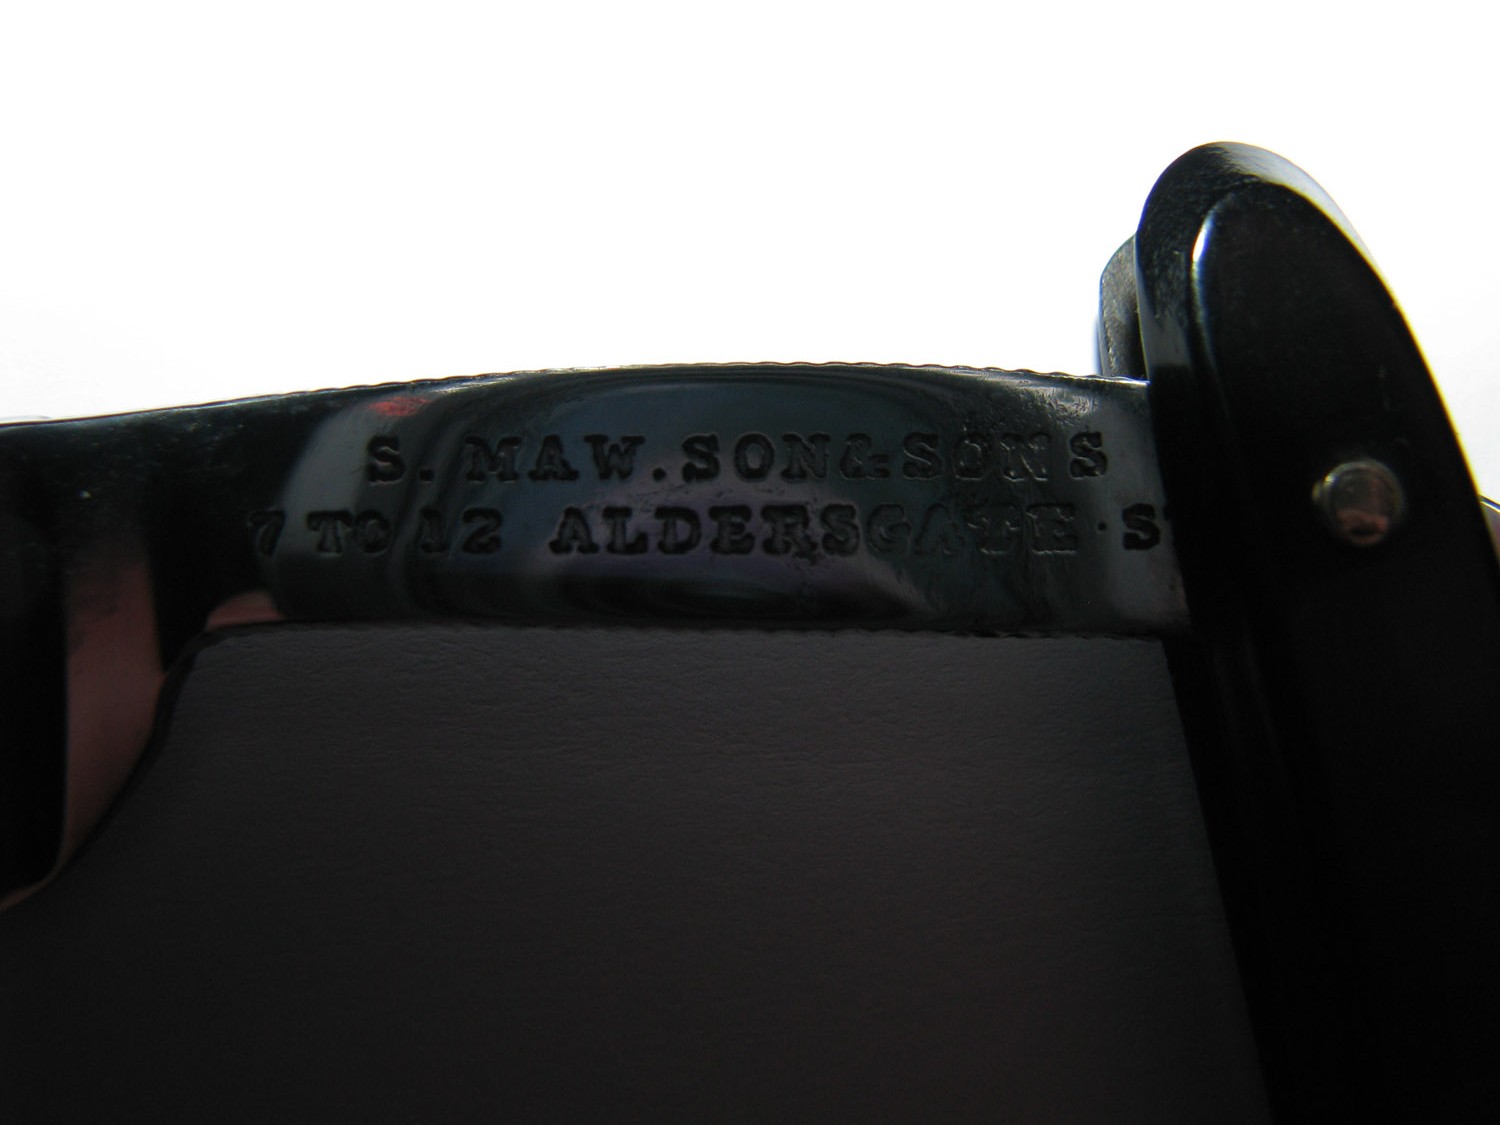 S. MAW. SON & SONS
7 TO 12 ALDERSGATE · S